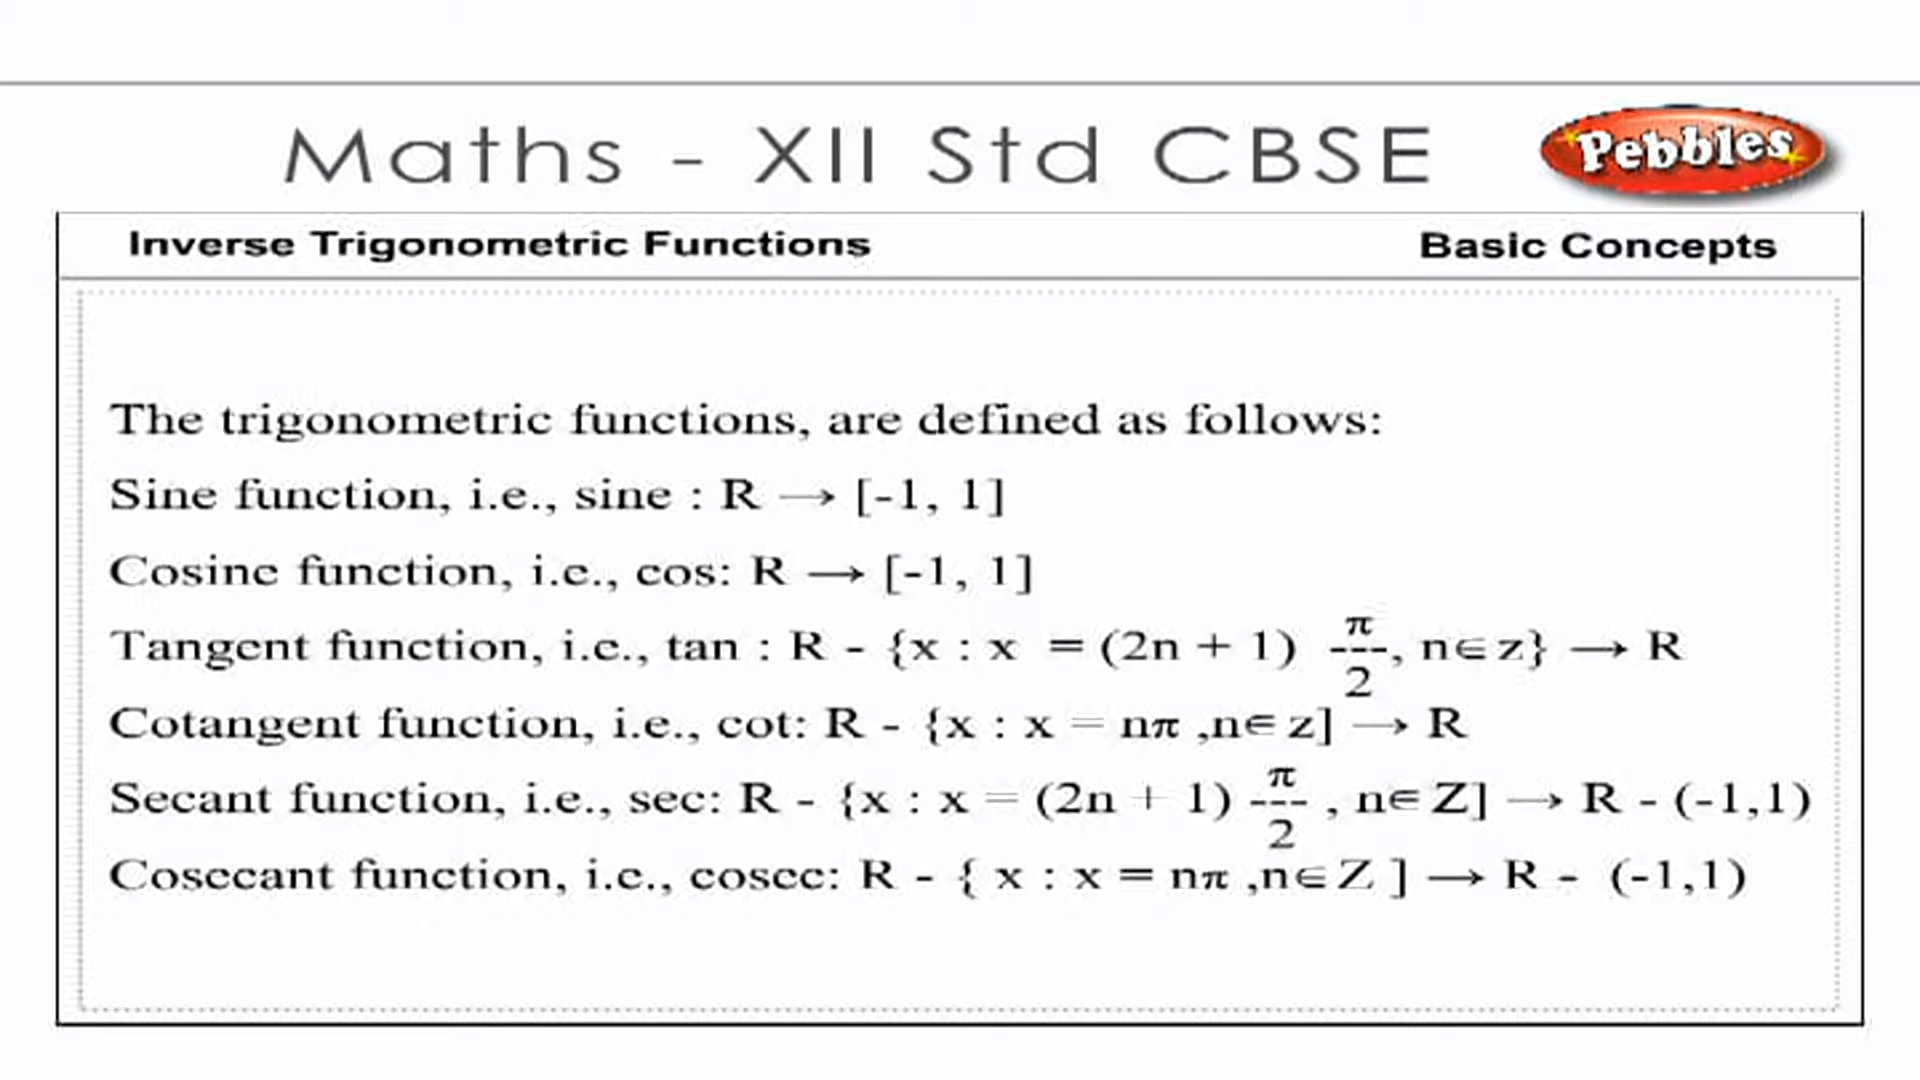 Maths - XII Std CBSE
Pebbles
Inverse Trigonometric Functions
Basic Concepts
The trigonometric functions, are defined as follows:
Sine function, i.e., sine : R → [-1, 1]
Cosine function, i.e., cos: R → [-1, 1]
Tangent function, i.e., tan : R - {x : x = (2n + 1) π/2, n∈z} → R
Cotangent function, i.e., cot: R - {x : x = nπ ,n∈z] → R
Secant function, i.e., sec: R - {x : x = (2n + 1) π/2 , n∈Z] → R - (-1,1)
Cosecant function, i.e., cosec: R - { x : x = nπ ,n∈Z ] → R - (-1,1)